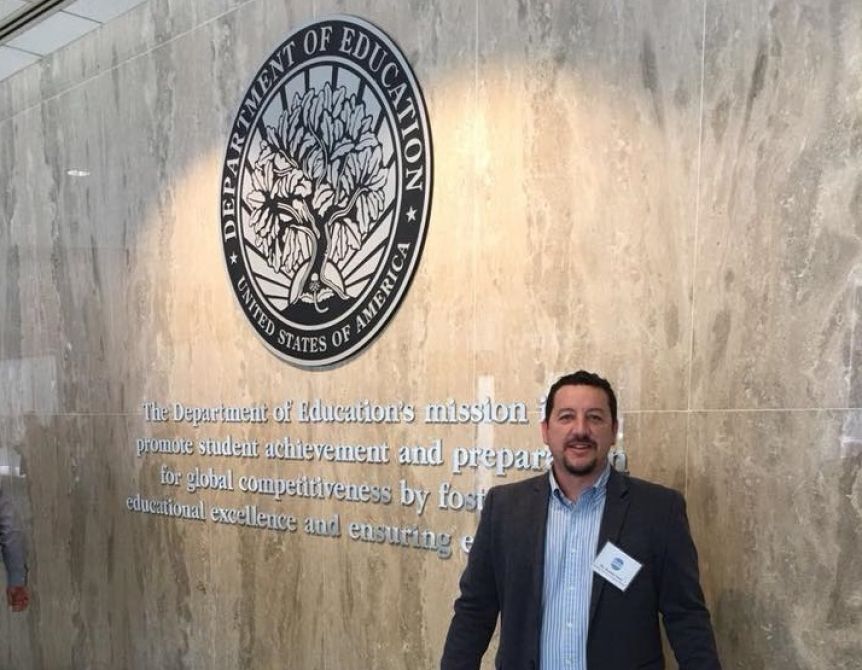 DEPARTMENT OF EDUCATION
UNITED STATES OF AMERICA
The Department of Education's mission i
promote student achievement and prepara
for global competitiveness by fost
educational excellence and ensuring e